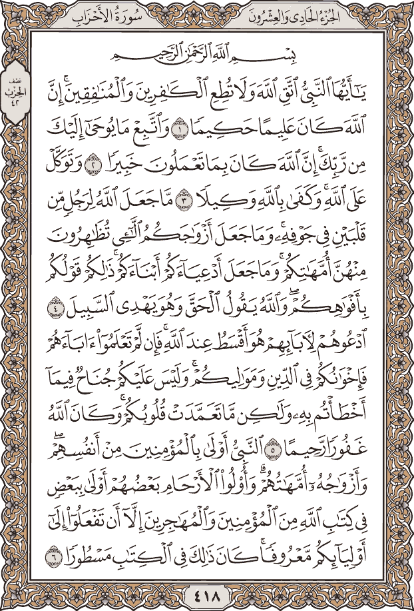 الجزء الحادي والعشرون
سورة الأحزاب
نصف
الحزب
٤٢
بِسْمِ ٱللَّهِ ٱلرَّحْمَٰنِ ٱلرَّحِيمِ
يَٰٓأَيُّهَا ٱلنَّبِىُّ ٱتَّقِ ٱللَّهَ وَلَا تُطِعِ ٱلْكَٰفِرِينَ وَٱلْمُنَٰفِقِينَۗ إِنَّ
ٱللَّهَ كَانَ عَلِيمًا حَكِيمًا ١ وَٱتَّبِعْ مَا يُوحَىٰٓ إِلَيْكَ
مِن رَّبِّكَۚ إِنَّ ٱللَّهَ كَانَ بِمَا تَعْمَلُونَ خَبِيرًا ٢ وَتَوَكَّلْ
عَلَى ٱللَّهِۚ وَكَفَىٰ بِٱللَّهِ وَكِيلًا ٣ مَّا جَعَلَ ٱللَّهُ لِرَجُلٍ مِّن
قَلْبَيْنِ فِى جَوْفِهِۦۚ وَمَا جَعَلَ أَزْوَٰجَكُمُ ٱلَّٰٓـِٔى تُظَٰهِرُونَ
مِنْهُنَّ أُمَّهَٰتِكُمْۚ وَمَا جَعَلَ أَدْعِيَآءَكُمْ أَبْنَآءَكُمْۚ ذَٰلِكُمْ قَوْلُكُم
بِأَفْوَٰهِكُمْۖ وَٱللَّهُ يَقُولُ ٱلْحَقَّ وَهُوَ يَهْدِى ٱلسَّبِيلَ ٤
ٱدْعُوهُمْ لِءَابَآئِهِمْ هُوَ أَقْسَطُ عِندَ ٱللَّهِۚ فَإِن لَّمْ تَعْلَمُوٓا۟ ءَابَآءَهُمْ
فَإِخْوَٰنُكُمْ فِى ٱلدِّينِ وَمَوَٰلِيكُمْۚ وَلَيْسَ عَلَيْكُمْ جُنَاحٌ فِيمَآ
أَخْطَأْتُم بِهِۦ وَلَٰكِن مَّا تَعَمَّدَتْ قُلُوبُكُمْۚ وَكَانَ ٱللَّهُ
غَفُورًا رَّحِيمًا ٥ ٱلنَّبِىُّ أَوْلَىٰ بِٱلْمُؤْمِنِينَ مِنْ أَنفُسِهِمْۖ
وَأَزْوَٰجُهُۥٓ أُمَّهَٰتُهُمْۗ وَأُو۟لُوا۟ ٱلْأَرْحَامِ بَعْضُهُمْ أَوْلَىٰ بِبَعْضٍ
فِى كِتَٰبِ ٱللَّهِ مِنَ ٱلْمُؤْمِنِينَ وَٱلْمُهَٰجِرِينَ إِلَّآ أَن تَفْعَلُوٓا۟ إِلَىٰٓ
أَوْلِيَآئِكُم مَّعْرُوفًاۚ كَانَ ذَٰلِكَ فِى ٱلْكِتَٰبِ مَسْطُورًا ٦
٤١٨